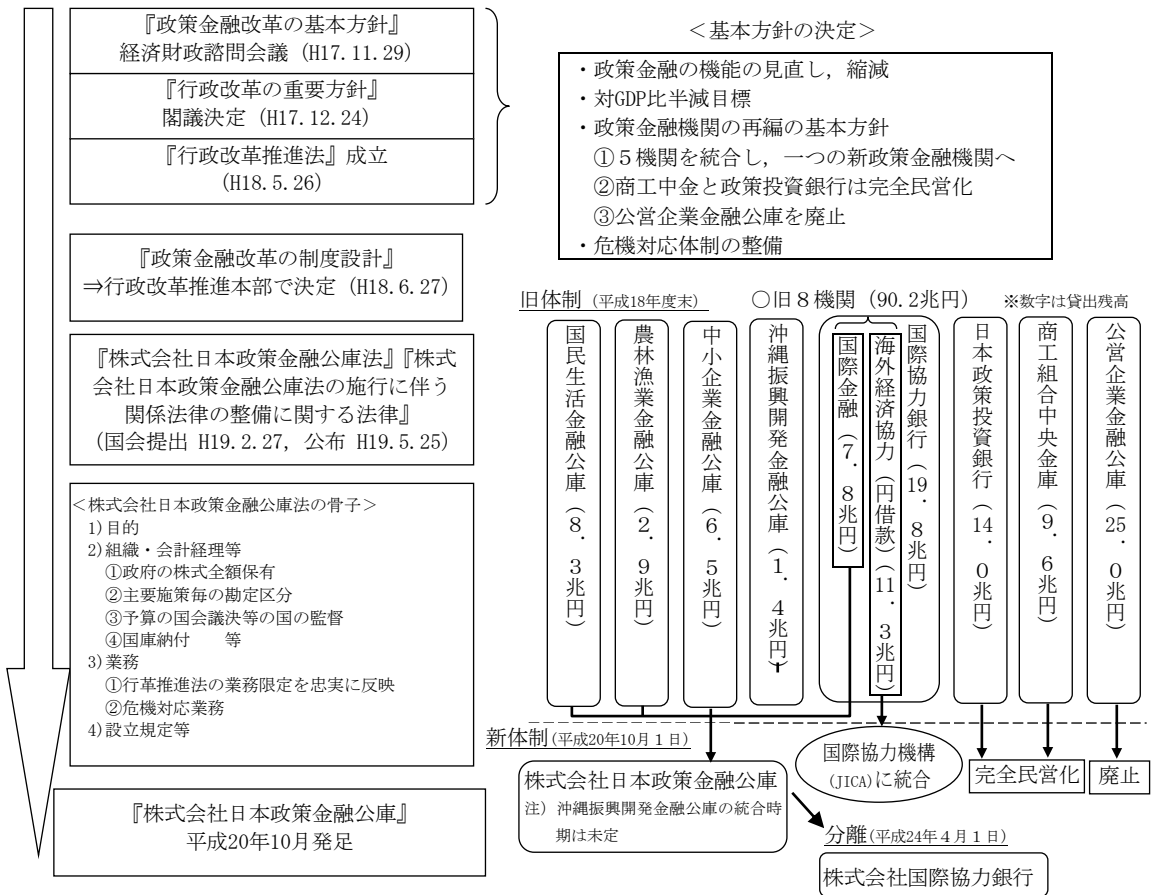 『政策金融改革の基本方針』
経済財政諮問会議 (H17.11.29)
『行政改革の重要方針』
閣議決定 (H17.12.24)
『行政改革推進法』成立
(H18.5.26)
『政策金融改革の制度設計』
⇒行政改革推進本部で決定 (H18.6.27)
『株式会社日本政策金融公庫法』『株式
会社日本政策金融公庫法の施行に伴う
関係法律の整備に関する法律』
(国会提出 H19.2.27，公布 H19.5.25)
＜株式会社日本政策金融公庫法の骨子＞
1)目的
2)組織・会計経理等
①政府の株式全額保有
②主要施策毎の勘定区分
③予算の国会議決等の国の監督
④国庫納付　　等
3)業務
①行革推進法の業務限定を忠実に反映
②危機対応業務
4)設立規定等
『株式会社日本政策金融公庫』
平成20年10月発足
＜基本方針の決定＞
・政策金融の機能の見直し，縮減
・対GDP比半減目標
・政策金融機関の再編の基本方針
①５機関を統合し，一つの新政策金融機関へ
②商工中金と政策投資銀行は完全民営化
③公営企業金融公庫を廃止
・危機対応体制の整備
旧体制 (平成18年度末)　○旧８機関 (90.2兆円)　※数字は貸出残高
国民生活金融公庫（８．３兆円）
農林漁業金融公庫（２．９兆円）
中小企業金融公庫（６．５兆円）
沖縄振興開発金融公庫（１．４兆円）
国際金融（７．８兆円）
海外経済協力（円借款）（11．３兆円）
国際協力銀行（19．８兆円）
日本政策投資銀行（14．０兆円）
商工組合中央金庫（９．６兆円）
公営企業金融公庫（25．０兆円）
新体制(平成20年10月１日)
株式会社日本政策金融公庫
注）沖縄振興開発金融公庫の統合時
期は未定
国際協力機構
(JICA)に統合
完全民営化
廃止
分離(平成24年４月１日)
株式会社国際協力銀行